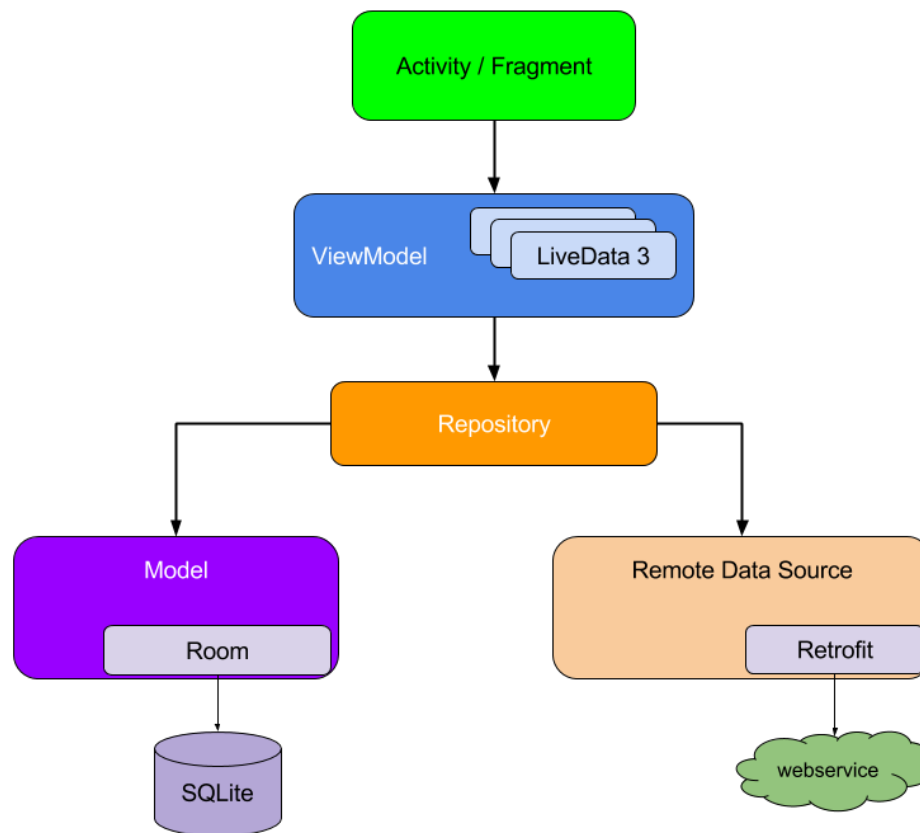 Activity / Fragment
ViewModel
LiveData 3
Repository
Model
Remote Data Source
Room
Retrofit
SQLite
webservice